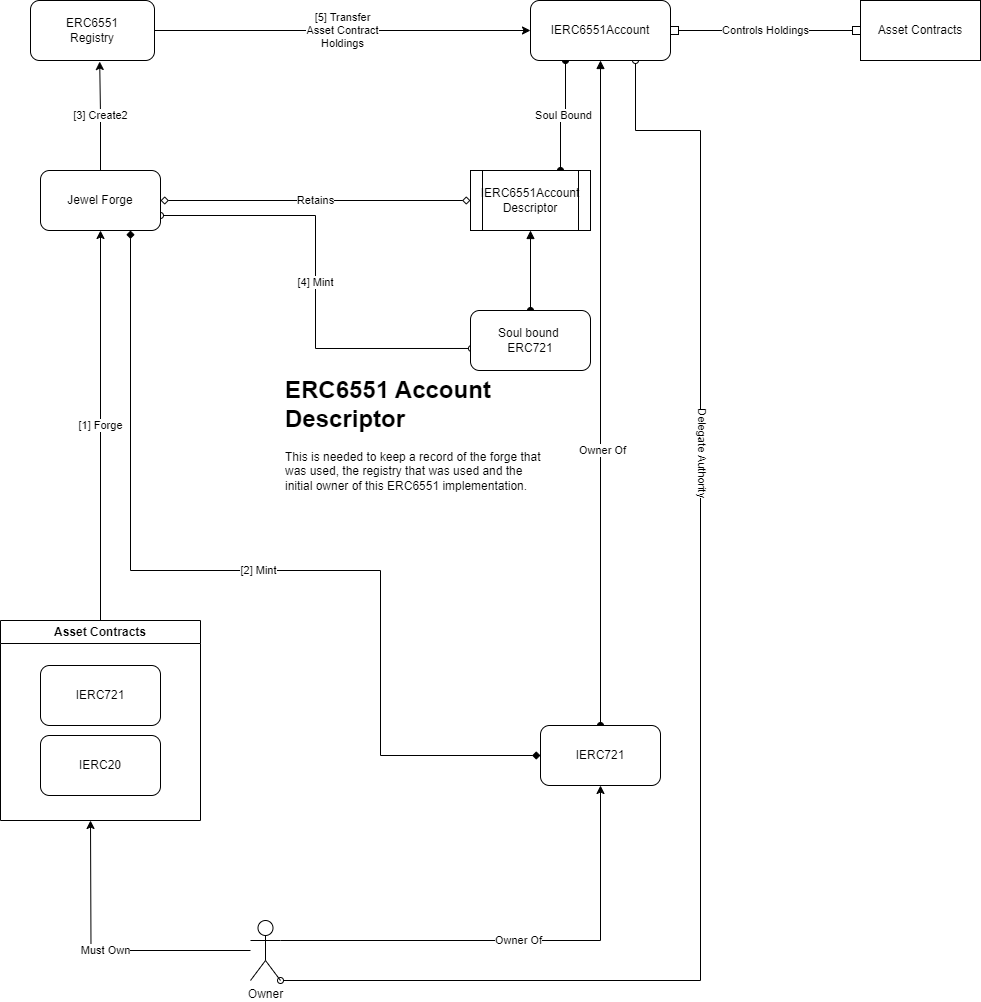 ERC6551
Registry
[5] Transfer
Asset Contract
Holdings
IERC6551Account
Controls Holdings
Asset Contracts
[3] Create2
Soul Bound
Jewel Forge
Retains
IERC6551Account
Descriptor
[4] Mint
Soul bound
ERC721
ERC6551 Account
Descriptor
This is needed to keep a record of the forge that
was used, the registry that was used and the
initial owner of this ERC6551 implementation.
[1] Forge
Owner Of
Delegate Authority
[2] Mint
Asset Contracts
IERC721
IERC20
IERC721
Must Own
Owner Of
Owner